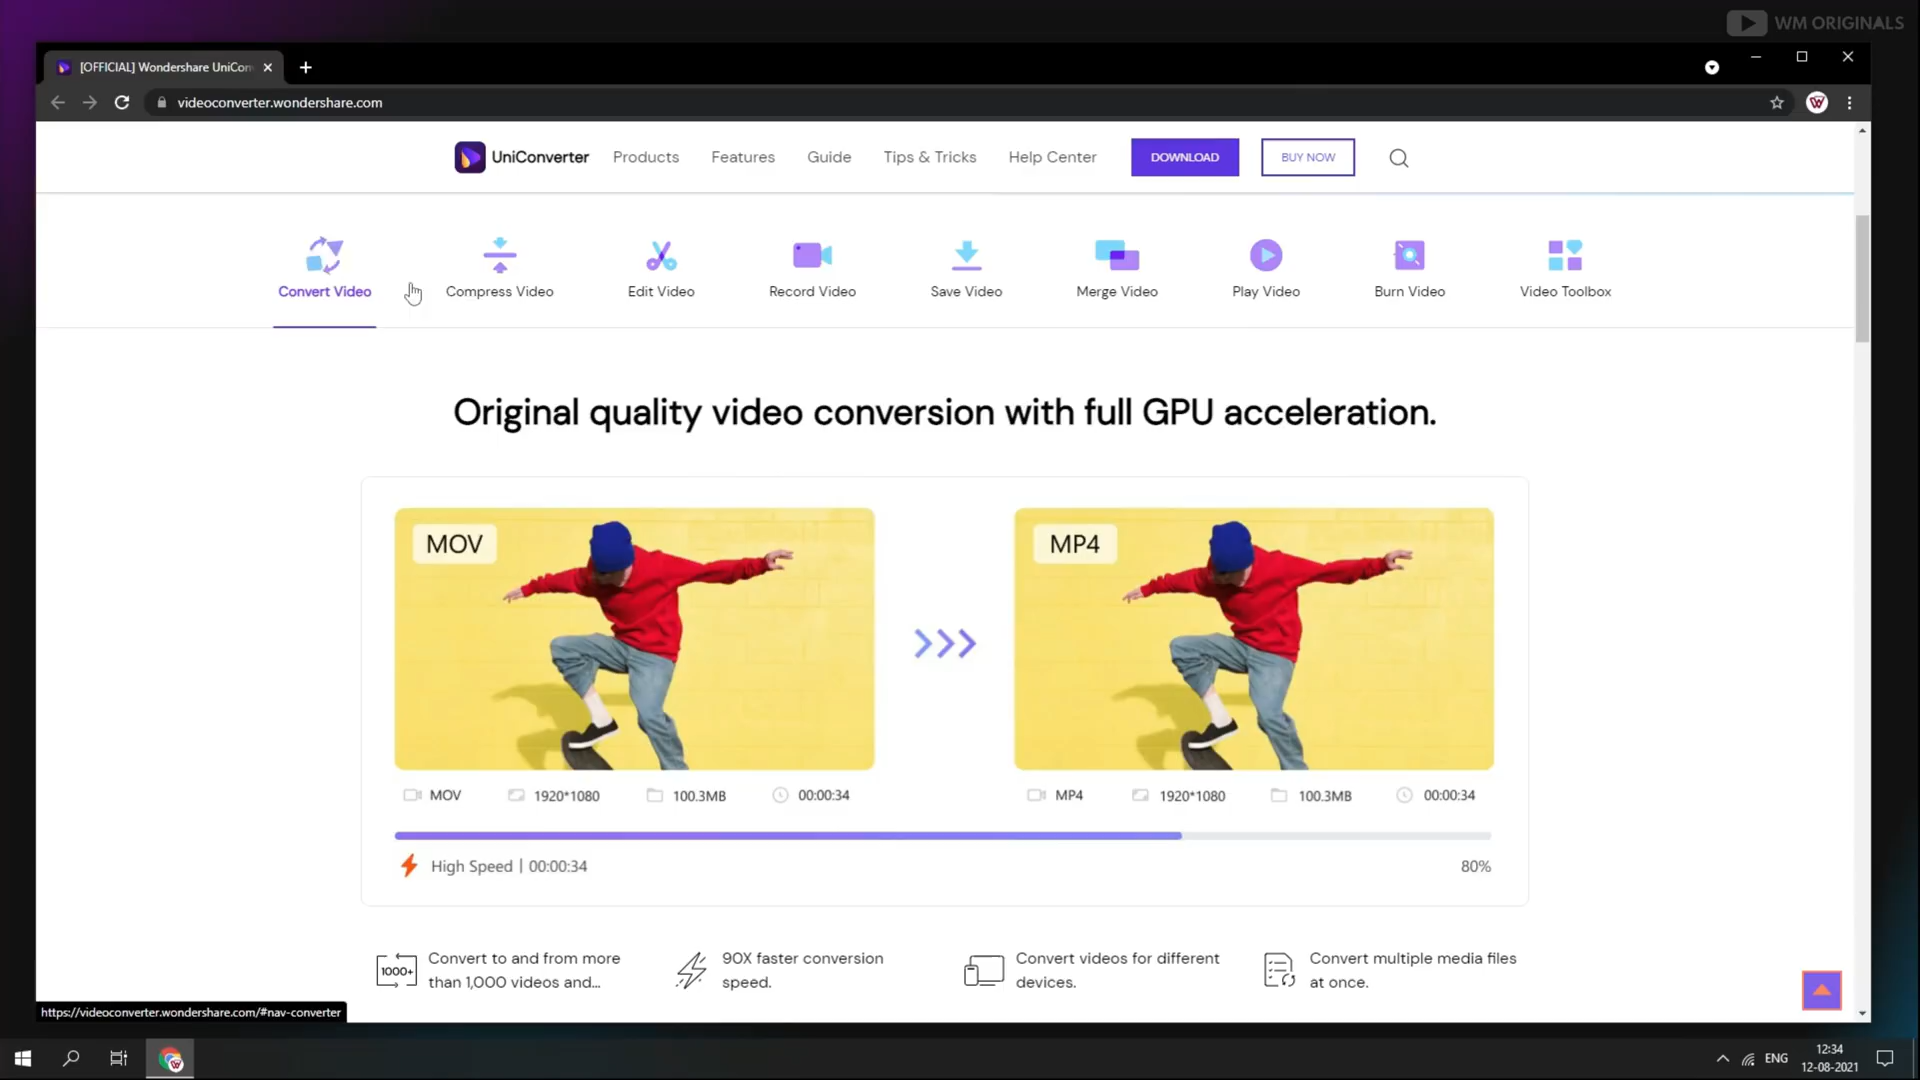 WM ORIGINALS
[OFFICIAL] Wondershare UniCon
videoconverter.wondershare.com
UniConverter Products Features Guide Tips & Tricks Help Center DOWNLOAD BUY NOW
Convert Video Compress Video Edit Video Record Video Save Video Merge Video Play Video Burn Video Video Toolbox
Original quality video conversion with full GPU acceleration.
MOV MP4
MOV 1920*1080 100.3MB 00:00:34 MP4 1920*1080 100.3MB 00:00:34
High Speed | 00:00:34 80%
1000+
Convert to and from more
than 1,000 videos and...
90X faster conversion
speed.
Convert videos for different
devices.
Convert multiple media files
at once.
https://videoconverter.wondershare.com/#nav-converter
ENG
12:34
12-08-2021